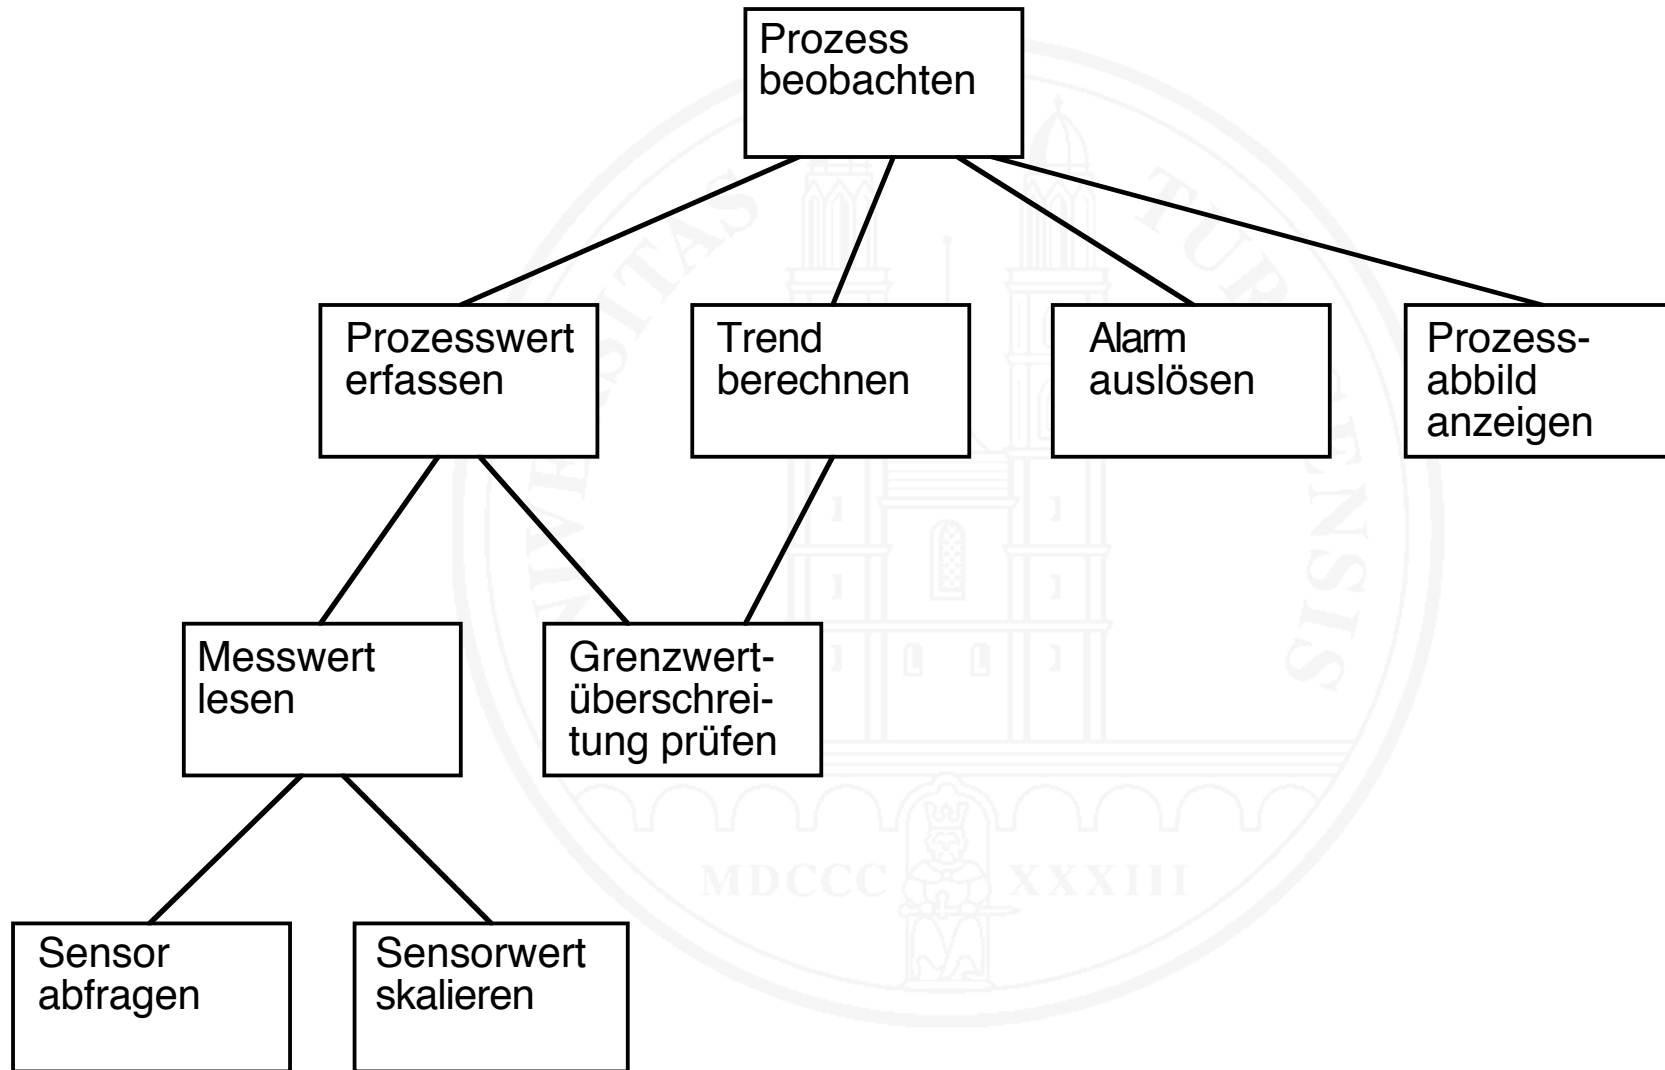 Prozess
beobachten
Prozesswert
erfassen
Trend
berechnen
Alarm
auslösen
Prozess-
abbild
anzeigen
Messwert
lesen
Grenzwert-
überschrei-
tung prüfen
Sensor
abfragen
Sensorwert
skalieren
MDCCC XXXIII